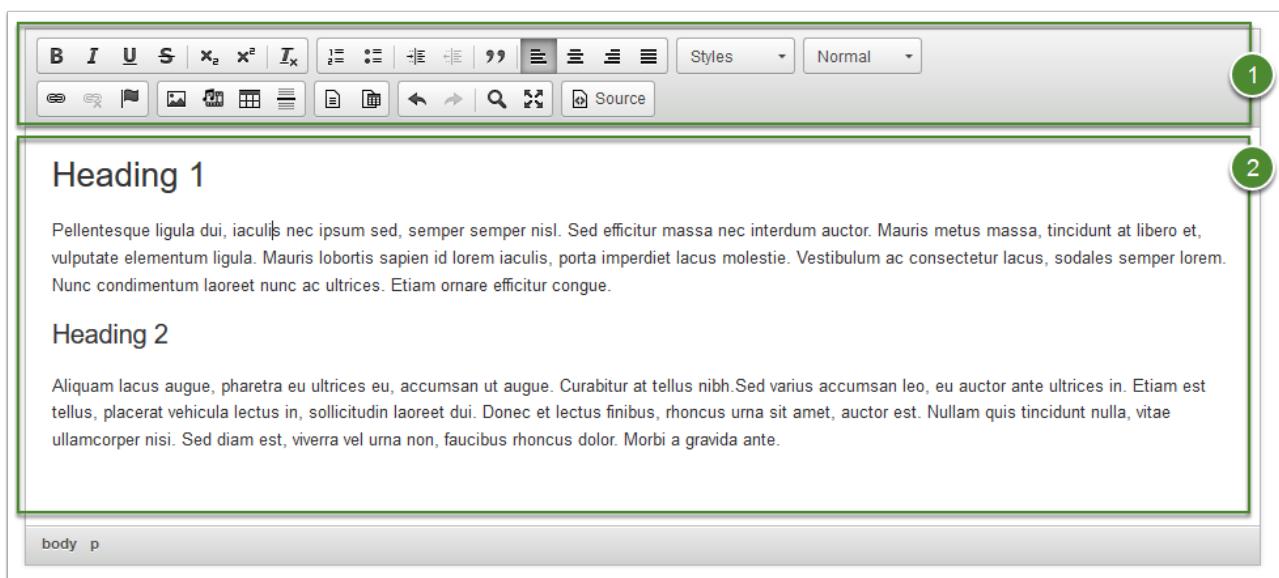 B I U S x₂ x² Iₓ Styles Normal
1
Source
2
Heading 1
Pellentesque ligula dui, iaculis nec ipsum sed, semper semper nisl. Sed efficitur massa nec interdum auctor. Mauris metus massa, tincidunt at libero et,
vulputate elementum ligula. Mauris lobortis sapien id lorem iaculis, porta imperdiet lacus molestie. Vestibulum ac consectetur lacus, sodales semper lorem.
Nunc condimentum laoreet nunc ac ultrices. Etiam ornare efficitur congue.
Heading 2
Aliquam lacus augue, pharetra eu ultrices eu, accumsan ut augue. Curabitur at tellus nibh.Sed varius accumsan leo, eu auctor ante ultrices in. Etiam est
tellus, placerat vehicula lectus in, sollicitudin laoreet dui. Donec et lectus finibus, rhoncus urna sit amet, auctor est. Nullam quis tincidunt nulla, vitae
ullamcorper nisi. Sed diam est, viverra vel urna non, faucibus rhoncus dolor. Morbi a gravida ante.
body p